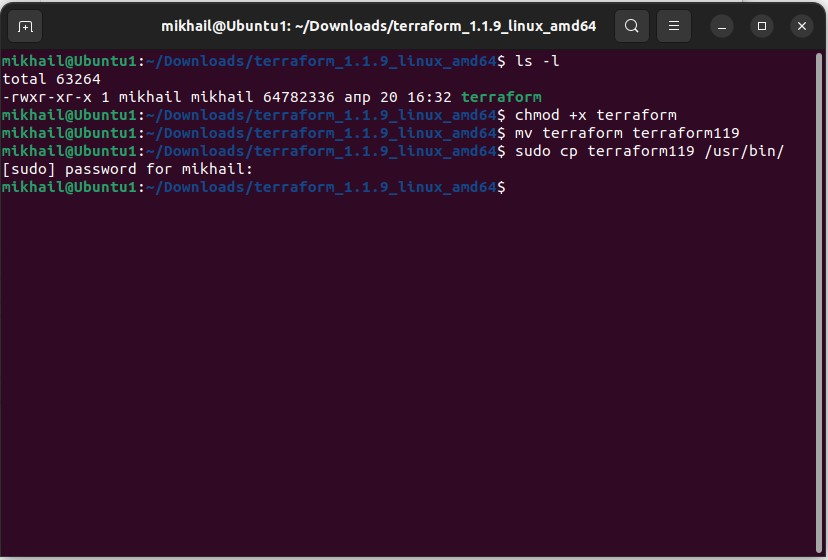 mikhail@Ubuntu1: ~/Downloads/terraform_1.1.9_linux_amd64
mikhail@Ubuntu1:~/Downloads/terraform_1.1.9_linux_amd64$ ls -l
total 63264
-rwxr-xr-x 1 mikhail mikhail 64782336 апр 20 16:32 terraform
mikhail@Ubuntu1:~/Downloads/terraform_1.1.9_linux_amd64$ chmod +x terraform
mikhail@Ubuntu1:~/Downloads/terraform_1.1.9_linux_amd64$ mv terraform terraform119
mikhail@Ubuntu1:~/Downloads/terraform_1.1.9_linux_amd64$ sudo cp terraform119 /usr/bin/
[sudo] password for mikhail:
mikhail@Ubuntu1:~/Downloads/terraform_1.1.9_linux_amd64$